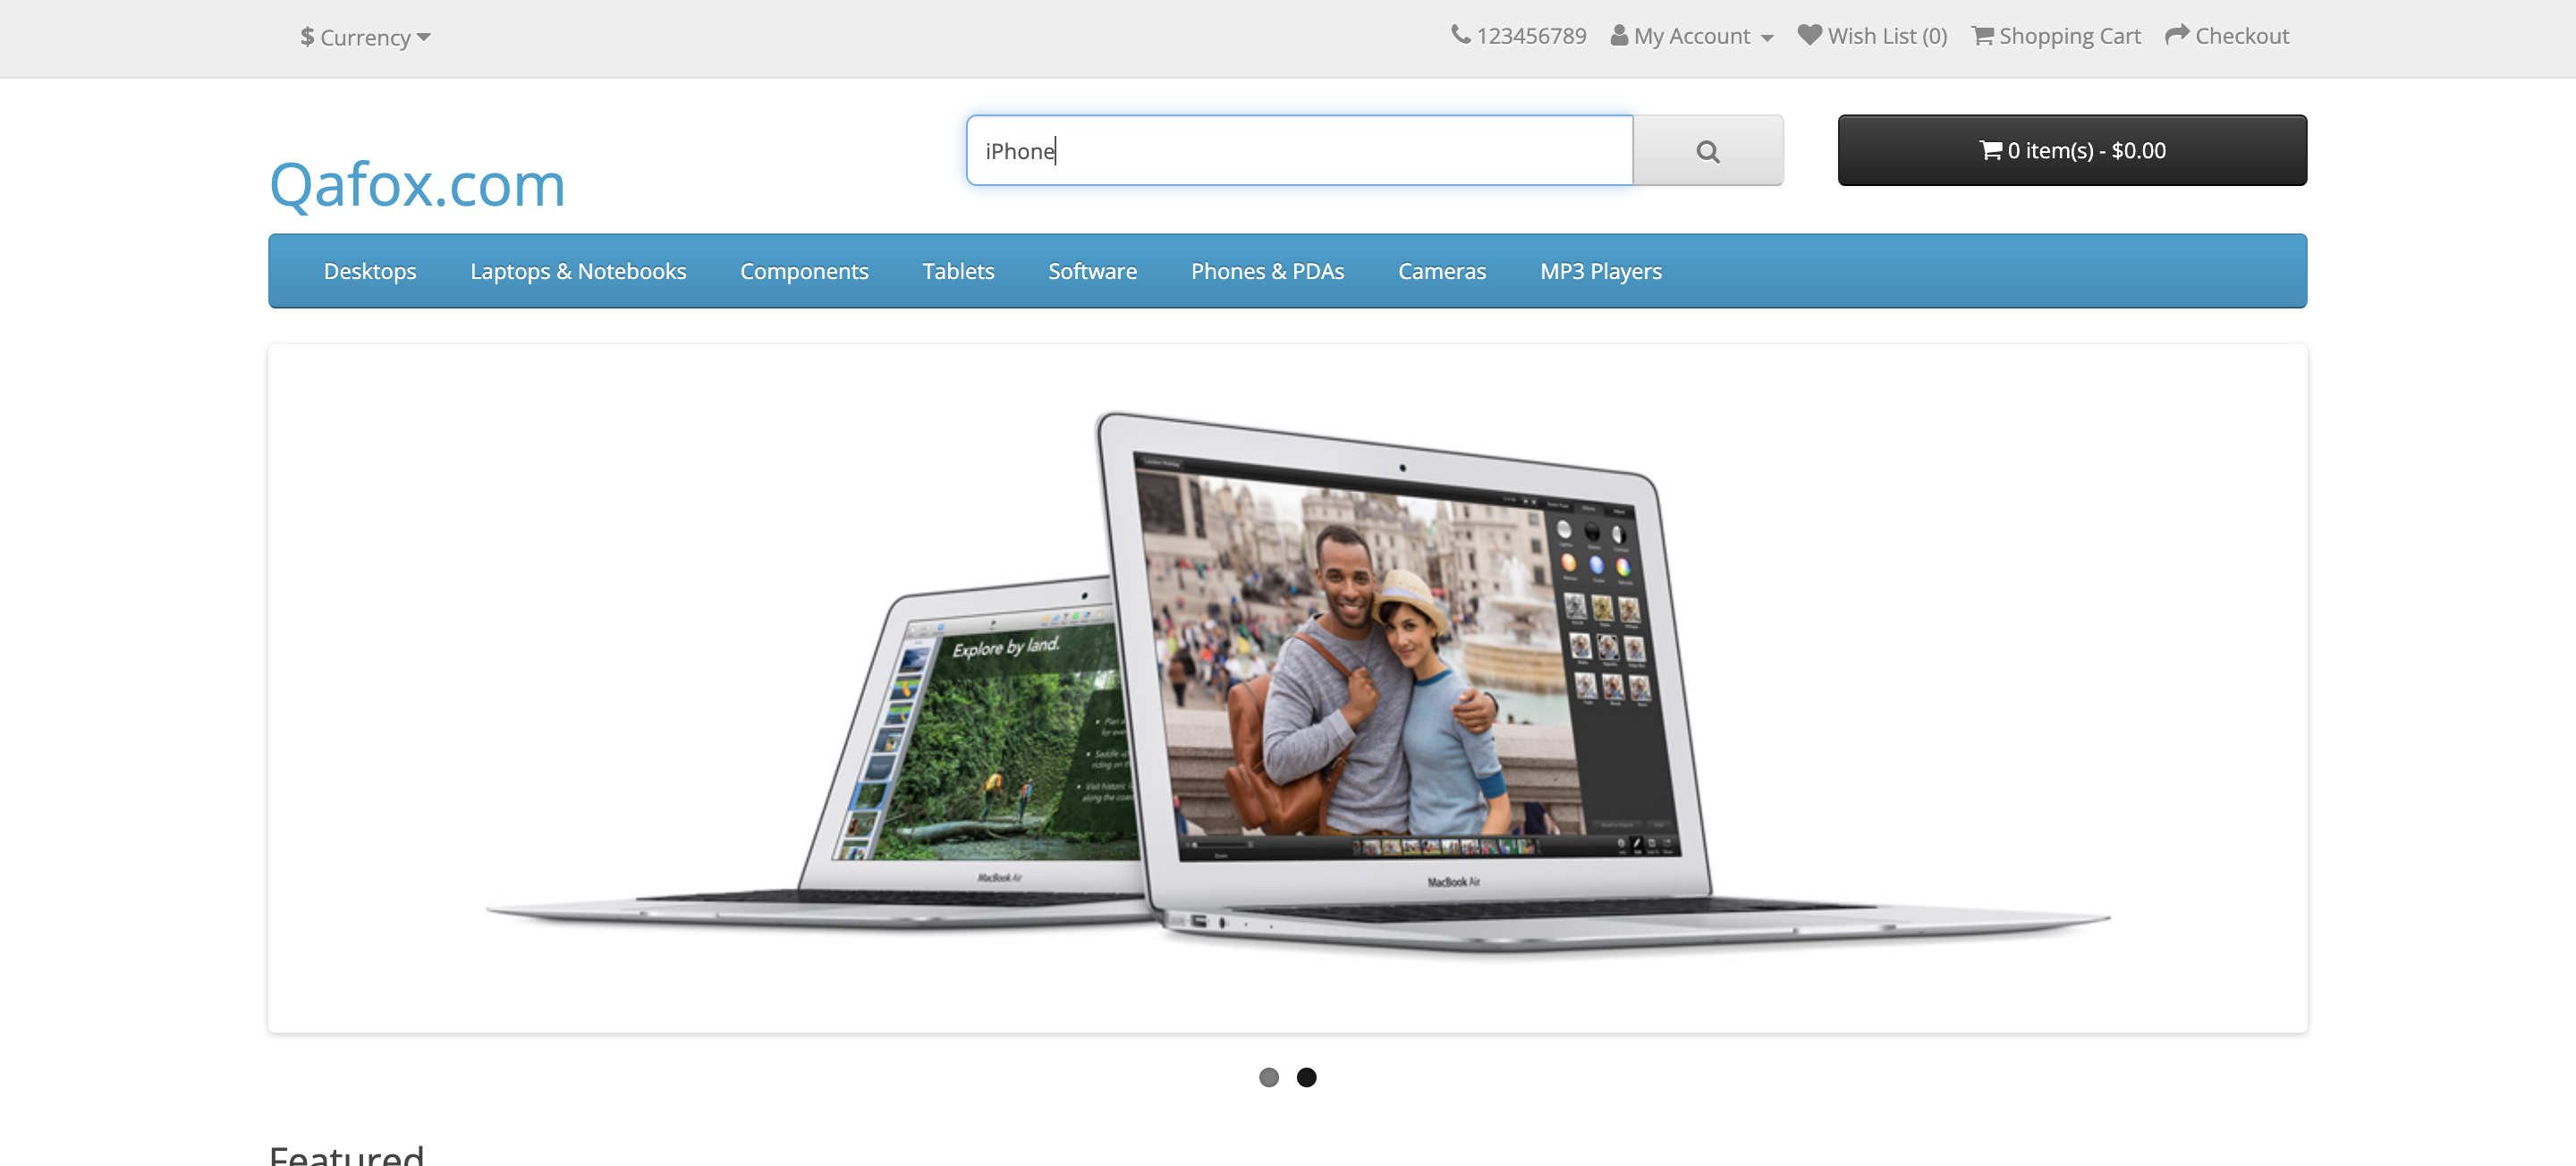 $ Currency
123456789 My Account Wish List (0) Shopping Cart Checkout
Qafox.com
iPhone
0 item(s) - $0.00
Desktops Laptops & Notebooks Components Tablets Software Phones & PDAs Cameras MP3 Players
Explore by land.
MacBook Air
MacBook Air
Featured